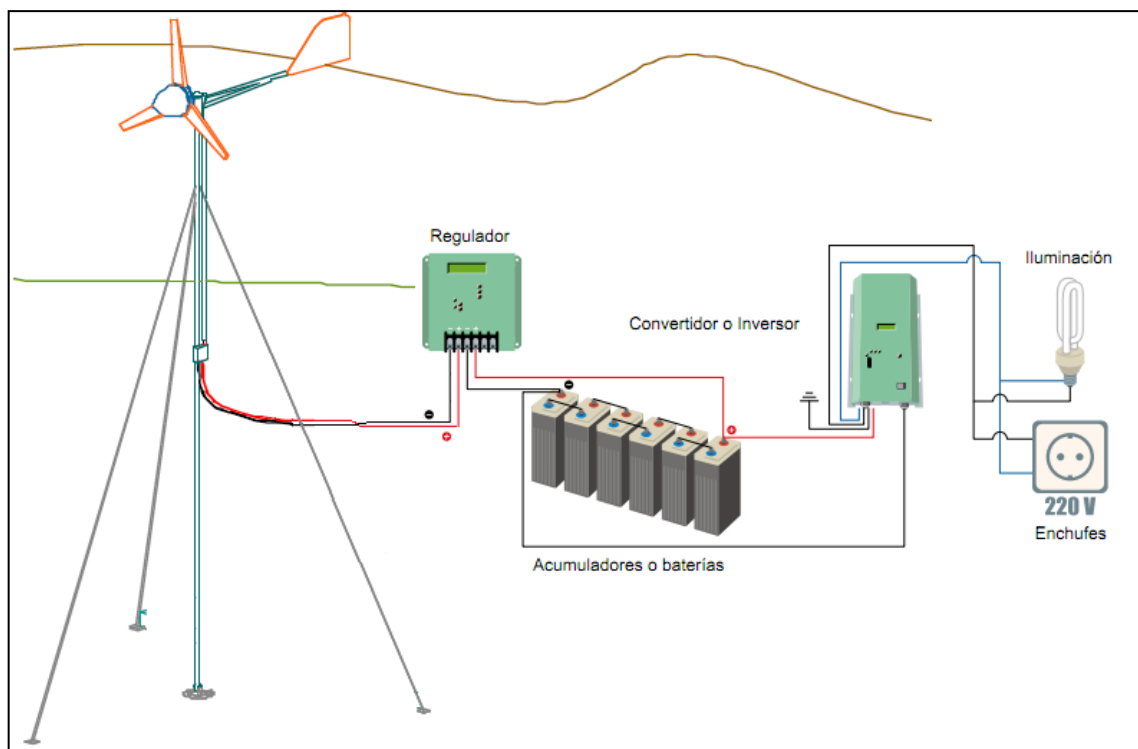 Regulador
Iluminación
Convertidor o Inversor
220 V
Enchufes
Acumuladores o baterías